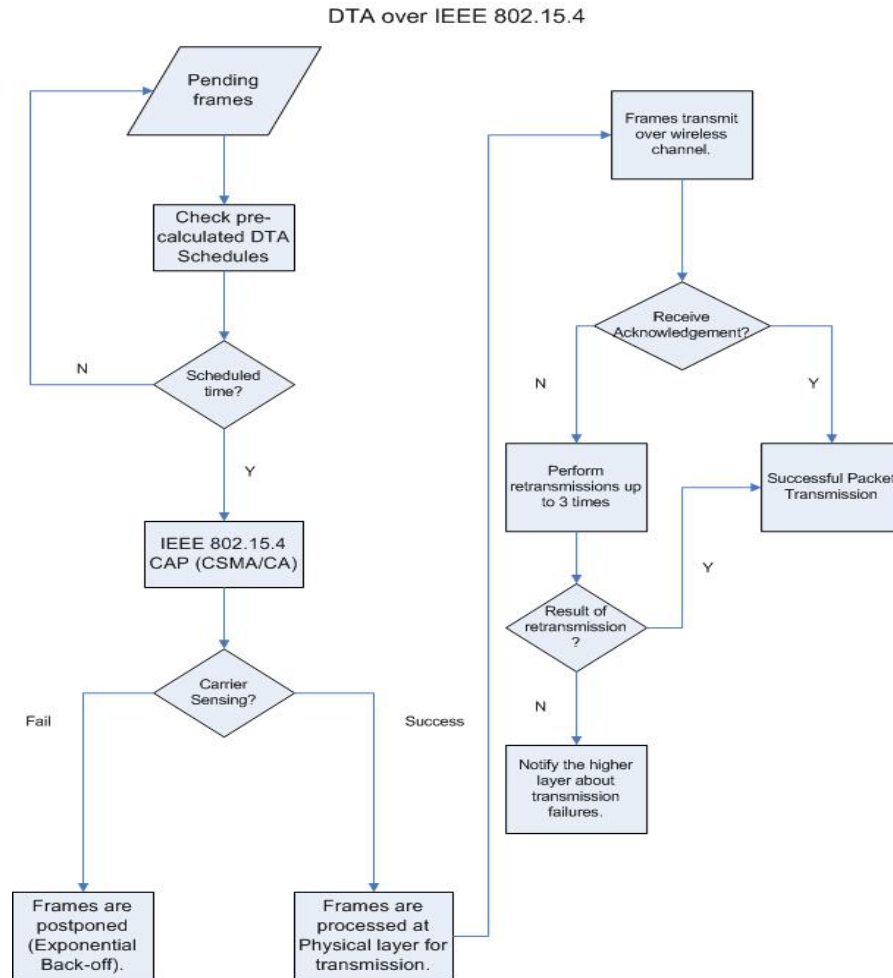 DTA over IEEE 802.15.4
Pending
frames
Check pre-
calculated DTA
Schedules
N
Scheduled
time?
Y
IEEE 802.15.4
CAP (CSMA/CA)
Carrier
Sensing?
Fail
Success
Frames are
postponed
(Exponential
Back-off).
Frames are
processed at
Physical layer for
transmission.
Frames transmit
over wireless
channel.
Receive
Acknowledgement?
N
Y
Perform
retransmissions up
to 3 times
Successful Packet
Transmission
Y
Result of
retransmission
?
N
Notify the higher
layer about
transmission
failures.